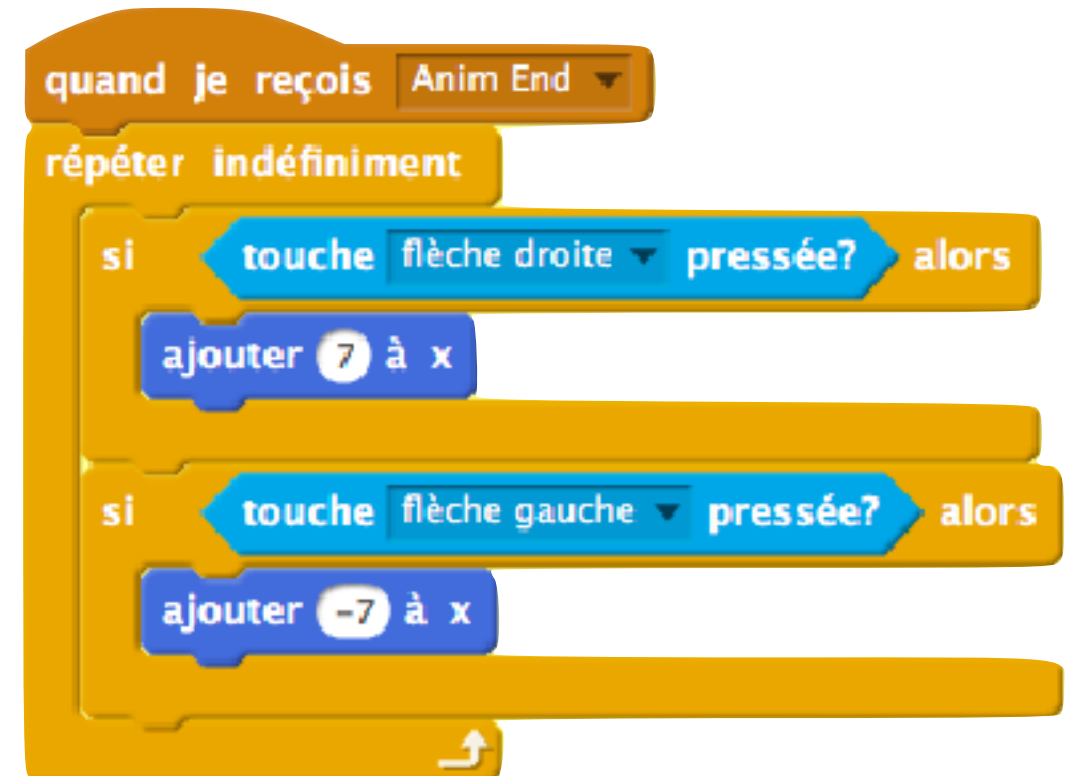 quand je reçois Anim End
répéter indéfiniment
si touche flèche droite pressée? alors
ajouter 7 à x
si touche flèche gauche pressée? alors
ajouter -7 à x